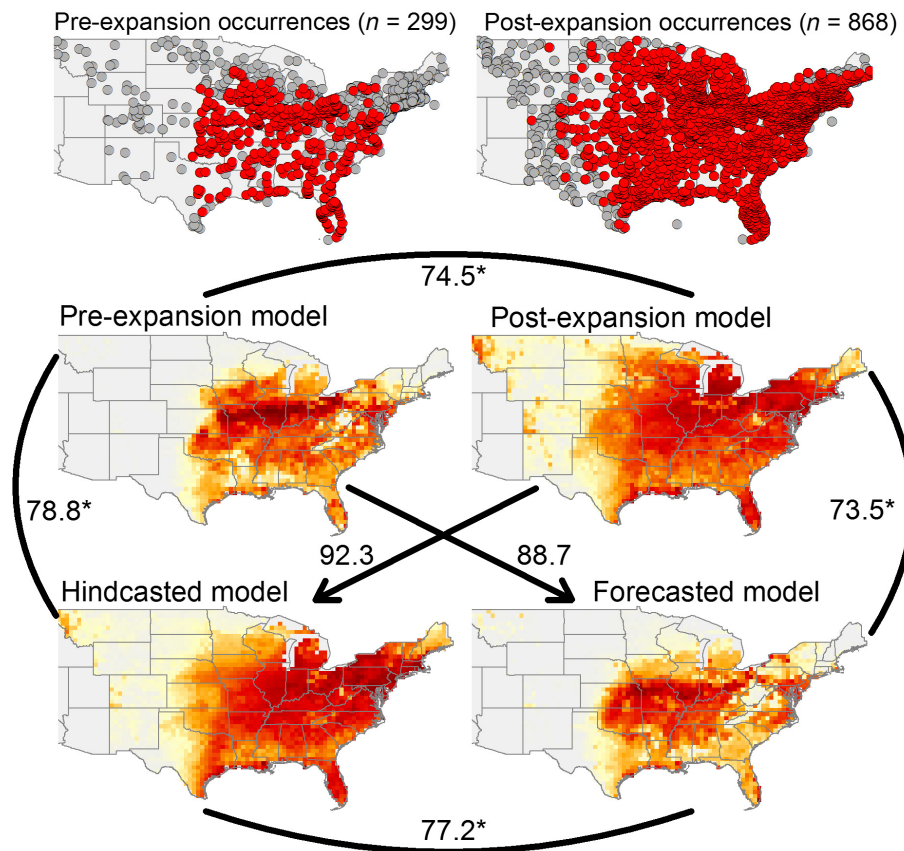 Pre-expansion occurrences (n = 299)
Post-expansion occurrences (n = 868)
74.5*
Pre-expansion model
Post-expansion model
78.8*
73.5*
92.3
88.7
Hindcasted model
Forecasted model
77.2*